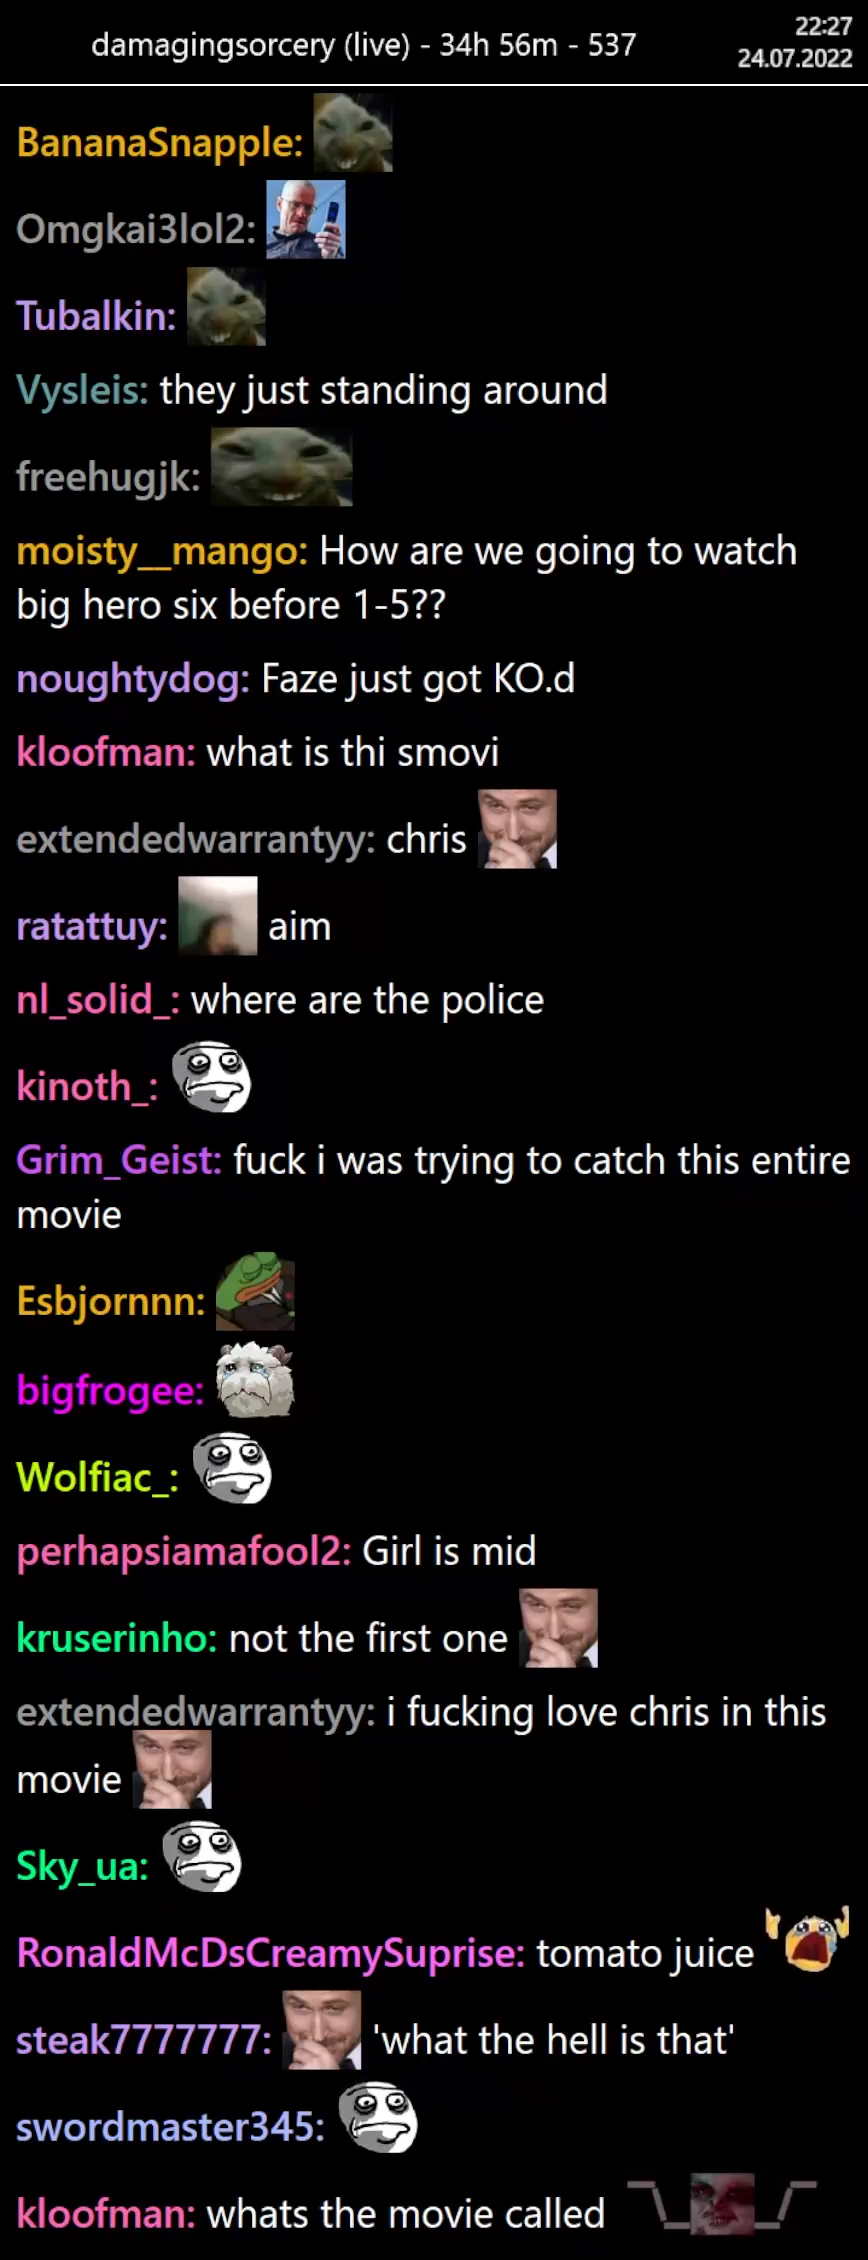 damagingsorcery (live) - 34h 56m - 537
22:27
24.07.2022
BananaSnapple:
Omgkai3lol2:
Tubalkin:
Vysleis: they just standing around
freehugjk:
moisty__mango: How are we going to watch
big hero six before 1-5??
noughtydog: Faze just got KO.d
kloofman: what is thi smovi
extendedwarrantyy: chris
ratattuy: aim
nl_solid_: where are the police
kinoth_:
Grim_Geist: fuck i was trying to catch this entire
movie
Esbjornnn:
bigfrogee:
Wolfiac_:
perhapsiamafool2: Girl is mid
kruserinho: not the first one
extendedwarrantyy: i fucking love chris in this
movie
Sky_ua:
RonaldMcDsCreamySuprise: tomato juice
steak7777777: 'what the hell is that'
swordmaster345:
kloofman: whats the movie called